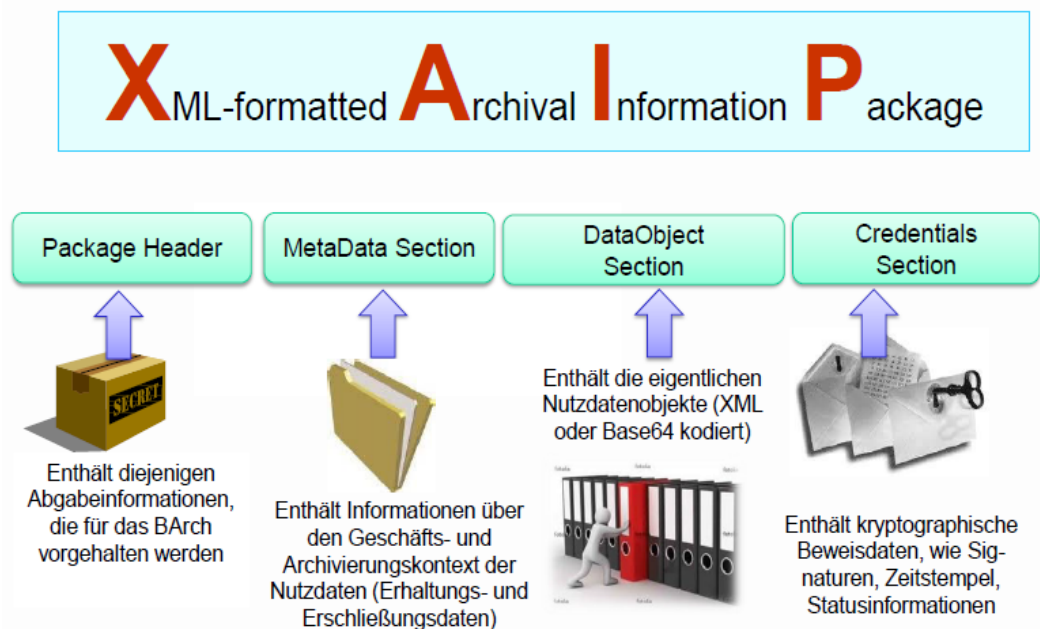 XML-formatted Archival Information Package
Package Header
MetaData Section
DataObject
Section
Credentials
Section
SECRET
Enthält diejenigen
Abgabeinformationen,
die für das BArch
vorgehalten werden
Enthält Informationen über
den Geschäfts- und
Archivierungskontext der
Nutzdaten (Erhaltungs- und
Erschließungsdaten)
Enthält die eigentlichen
Nutzdatenobjekte (XML
oder Base64 kodiert)
Enthält kryptographische
Beweisdaten, wie Sig-
naturen, Zeitstempel,
Statusinformationen